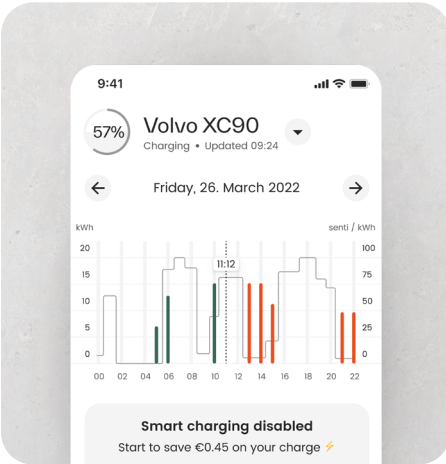 9:41
57%
Volvo XC90
Charging • Updated 09:24
Friday, 26. March 2022
kWh senti / kWh
20 100
11:12
15 75
10 50
5 25
0 0
00 02 04 06 08 10 12 14 16 18 20 22
Smart charging disabled
Start to save €0.45 on your charge ⚡